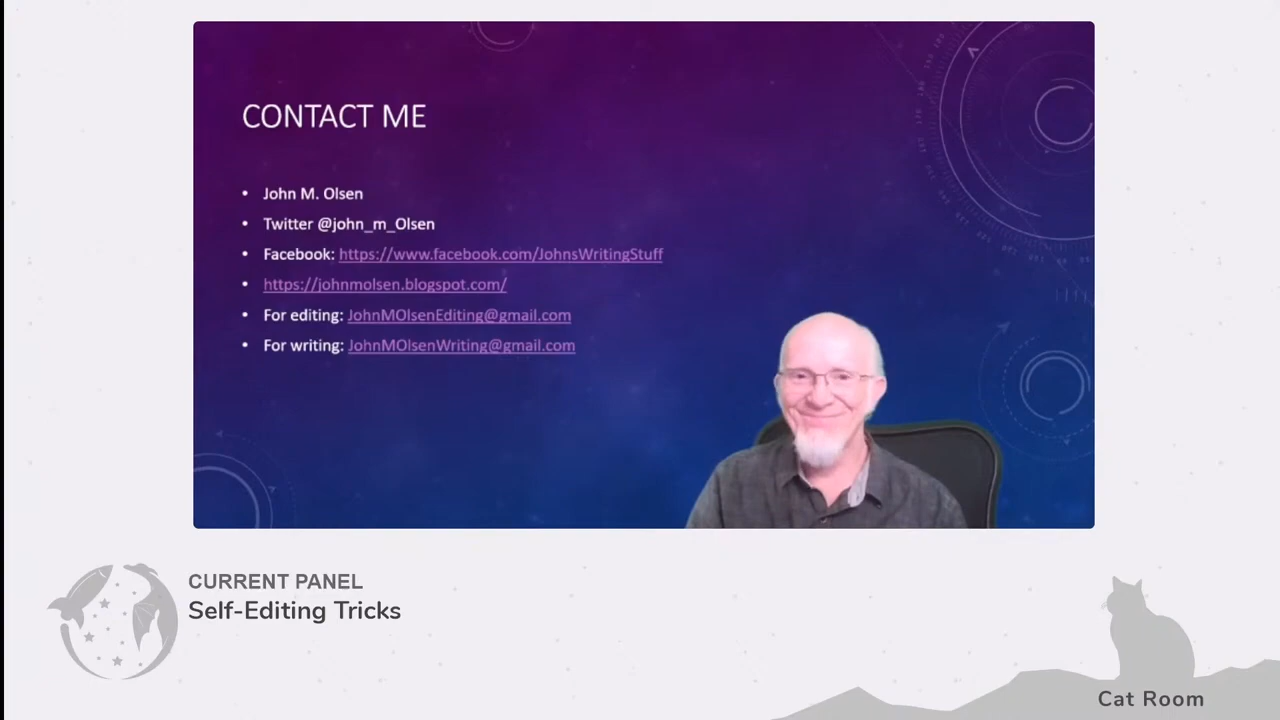 CONTACT ME
• John M. Olsen
• Twitter @john_m_Olsen
• Facebook: https://www.facebook.com/JohnsWritingStuff
• https://johnmolsen.blogspot.com/
• For editing: JohnMOlsenEditing@gmail.com
• For writing: JohnMOlsenWriting@gmail.com
CURRENT PANEL
Self-Editing Tricks
Cat Room